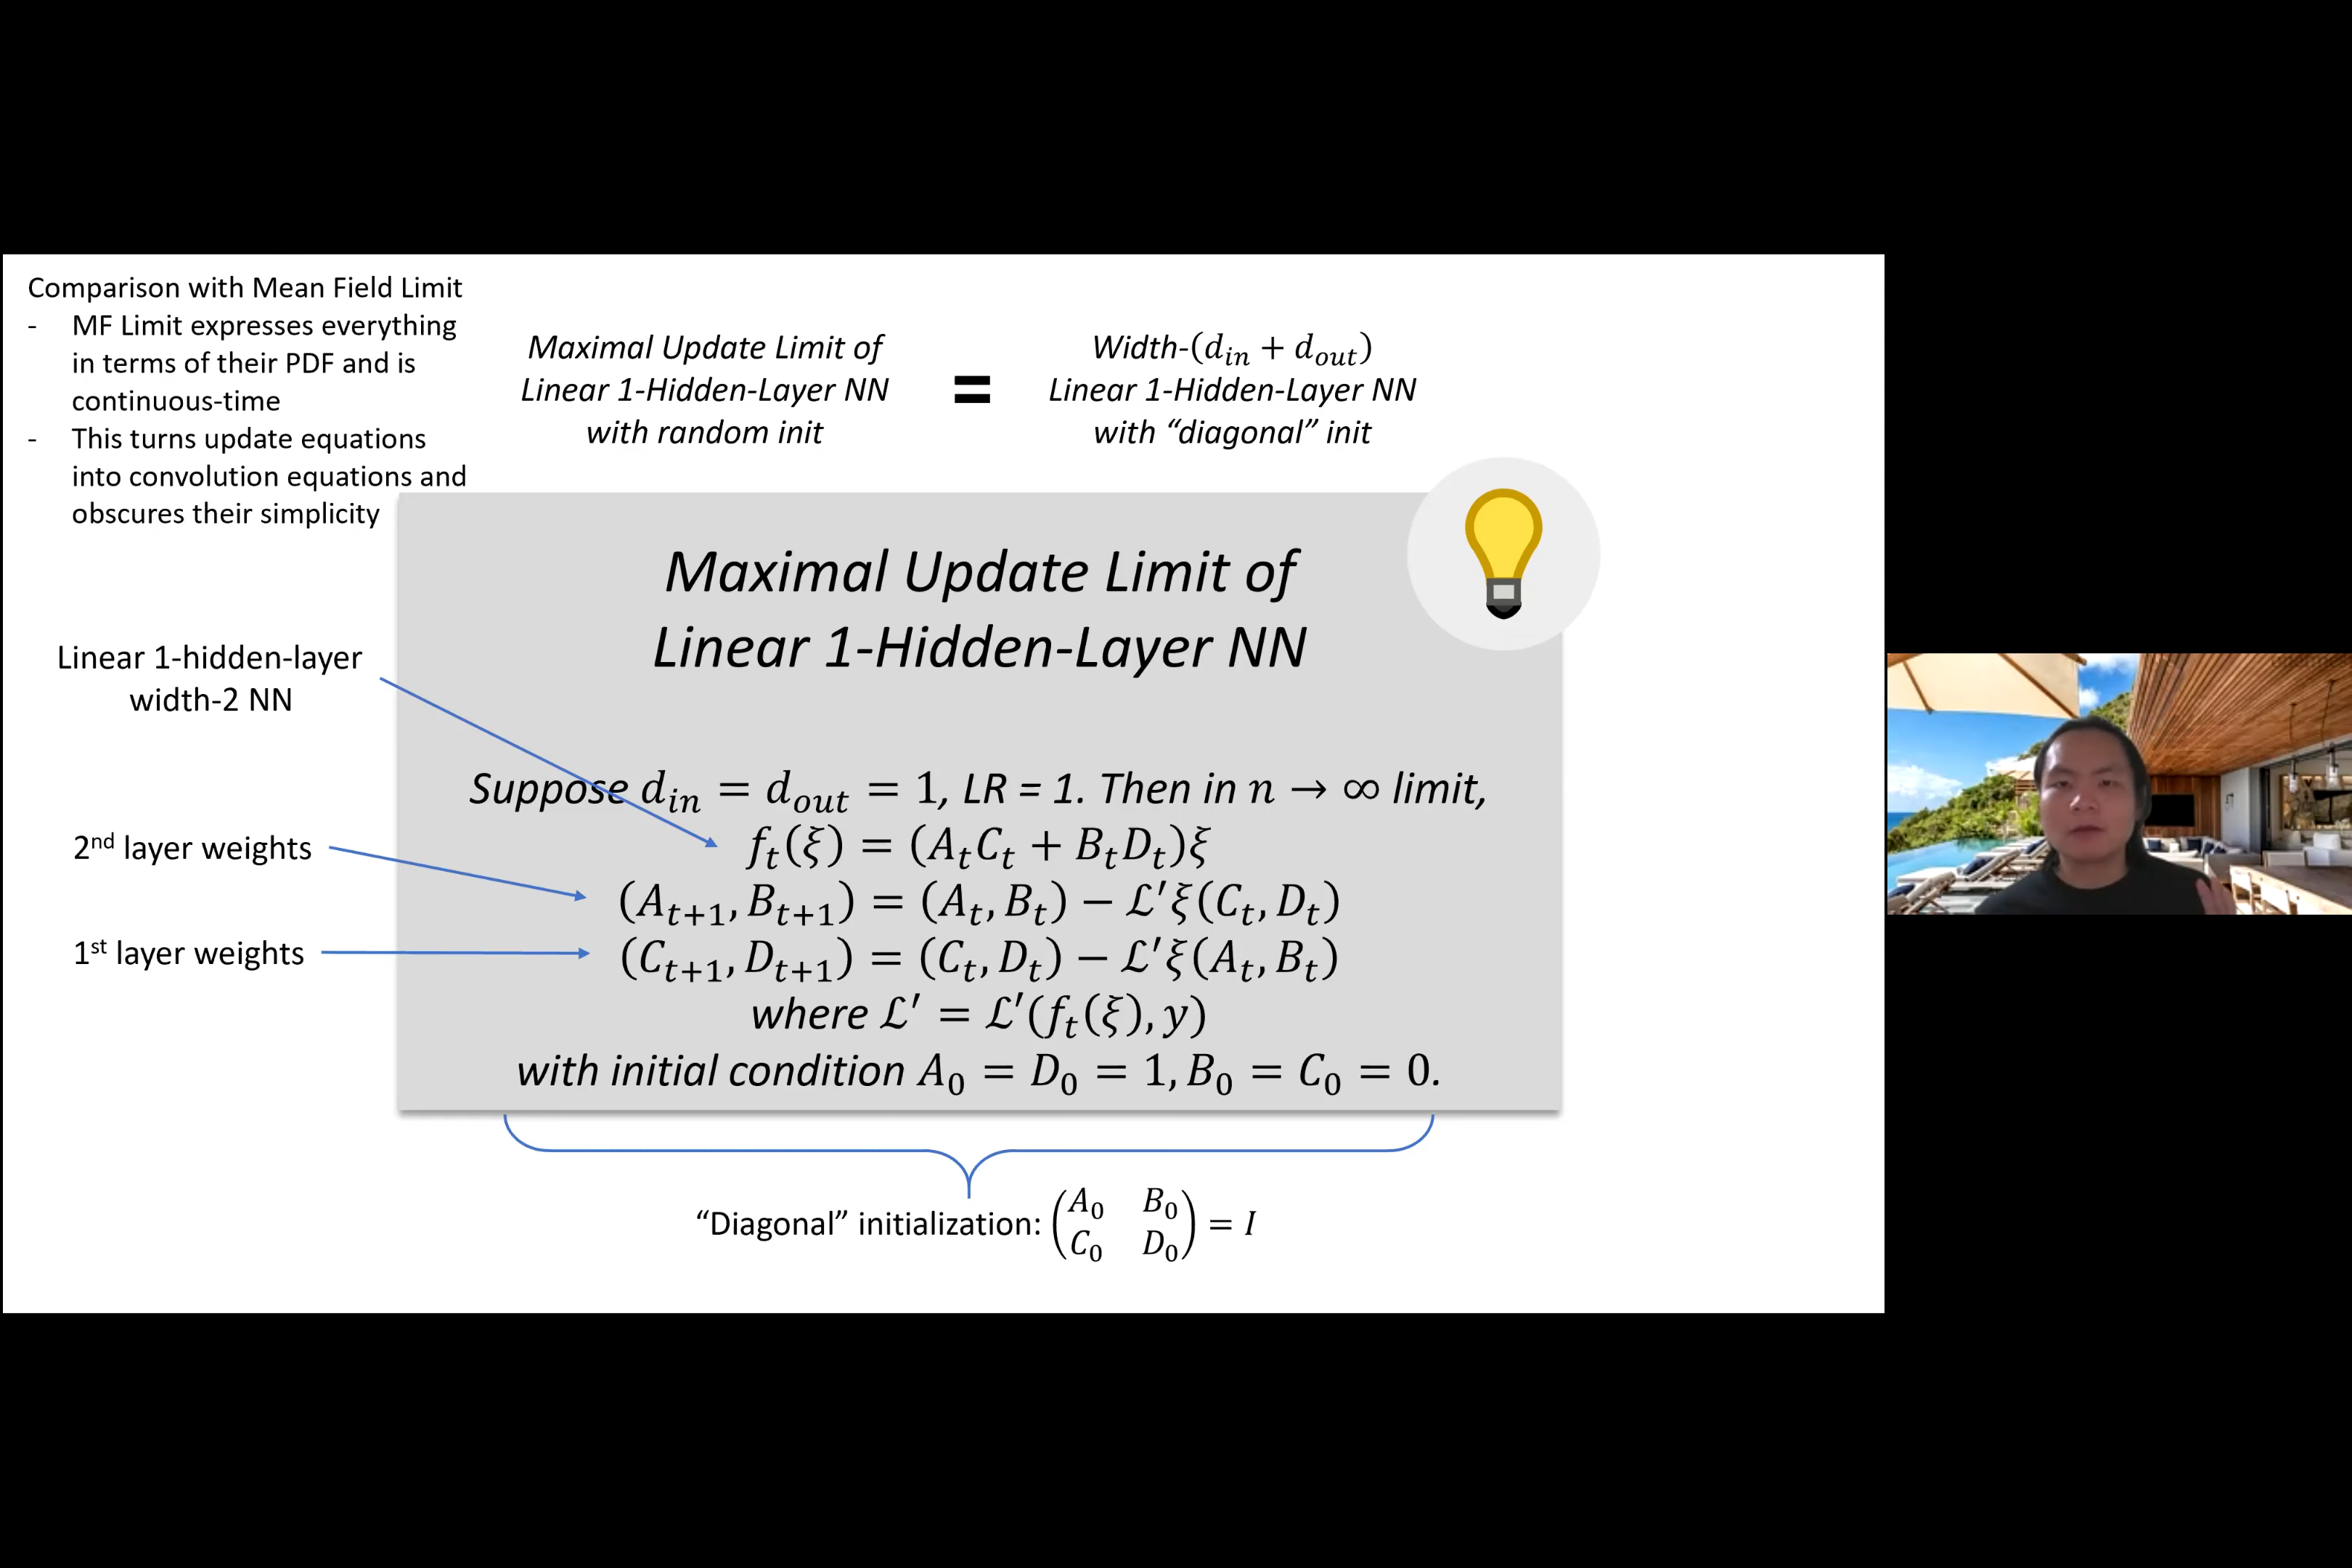 Comparison with Mean Field Limit
- MF Limit expresses everything
in terms of their PDF and is
continuous-time
- This turns update equations
into convolution equations and
obscures their simplicity
Maximal Update Limit of
Linear 1-Hidden-Layer NN
with random init
=
Width-(d_in + d_out)
Linear 1-Hidden-Layer NN
with “diagonal” init
Maximal Update Limit of
Linear 1-Hidden-Layer NN
Linear 1-hidden-layer
width-2 NN
Suppose d_in = d_out = 1, LR = 1. Then in n → ∞ limit,
f_t(ξ) = (A_t C_t + B_t D_t)ξ
2nd layer weights
(A_{t+1}, B_{t+1}) = (A_t, B_t) − ℒ′ξ(C_t, D_t)
1st layer weights
(C_{t+1}, D_{t+1}) = (C_t, D_t) − ℒ′ξ(A_t, B_t)
where ℒ′ = ℒ′(f_t(ξ), y)
with initial condition A_0 = D_0 = 1, B_0 = C_0 = 0.
“Diagonal” initialization: (A_0 B_0
C_0 D_0) = I